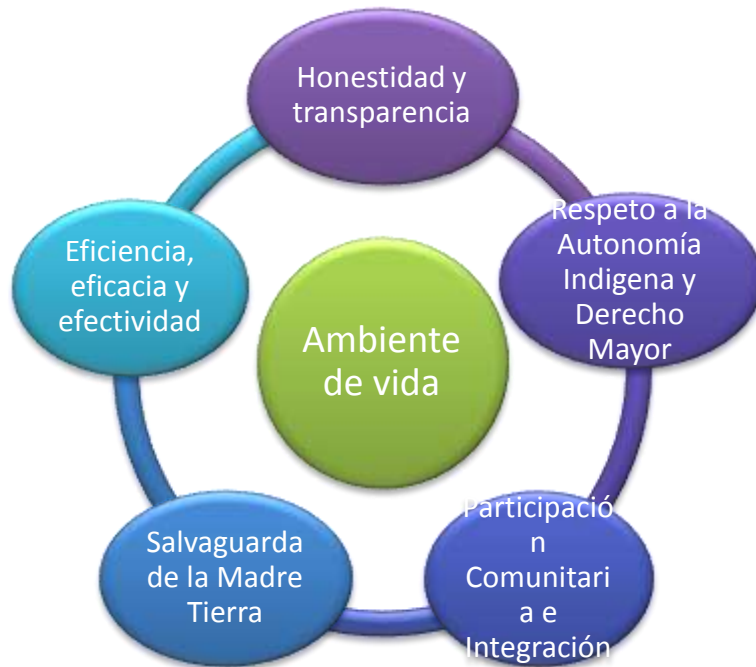 Honestidad y
transparencia
Respeto a la
Autonomía
Indigena y
Derecho
Mayor
Participació
n
Comunitari
a e
Integración
Salvaguarda
de la Madre
Tierra
Eficiencia,
eficacia y
efectividad
Ambiente
de vida